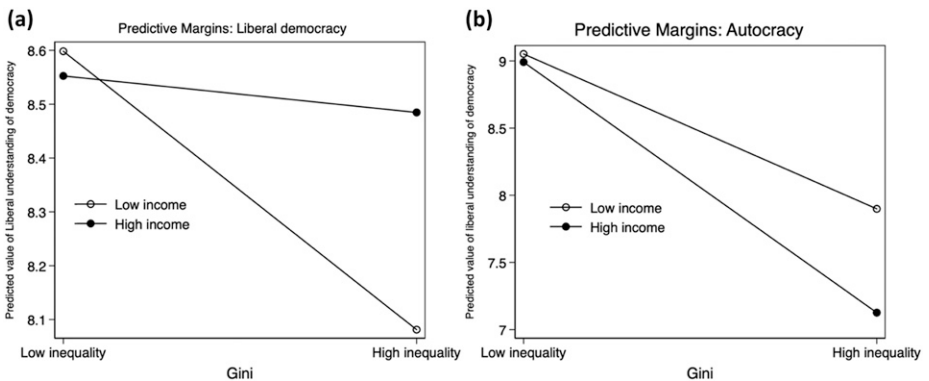 (a)
Predictive Margins: Liberal democracy
Predicted value of Liberal understanding of democracy
8.6
8.5
8.4
8.3
8.2
8.1
Low income
High income
Low inequality
High inequality
Gini
(b)
Predictive Margins: Autocracy
Predicted value of liberal understanding of democracy
9
8.5
8
7.5
7
Low income
High income
Low inequality
High inequality
Gini